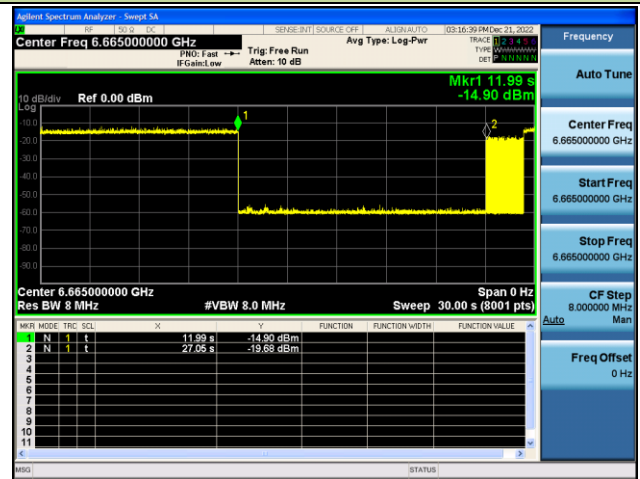 Agilent Spectrum Analyzer - Swept SA
RF 50 Ω DC SENSE:INT SOURCE OFF ALIGNAUTO 03:16:39 PM Dec 21, 2022
Center Freq 6.665000000 GHz Avg Type: Log-Pwr TRACE 1 2 3 4 5 6
PNO: Fast Trig: Free Run TYPE
IFGain:Low Atten: 10 dB DET P N N N N N
Mkr1 11.99 s
-14.90 dBm
10 dB/div Ref 0.00 dBm
Log
-10.0
-20.0
-30.0
-40.0
-50.0
-60.0
-70.0
-80.0
-90.0
1
2
Center 6.665000000 GHz Span 0 Hz
Res BW 8 MHz #VBW 8.0 MHz Sweep 30.00 s (8001 pts)
MKR MODE TRC SCL X Y FUNCTION FUNCTION WIDTH FUNCTION VALUE
1 N 1 t 11.99 s -14.90 dBm
2 N 1 t 27.05 s -19.68 dBm
3
4
5
6
7
8
9
10
11
MSG STATUS
Frequency
Auto Tune
Center Freq
6.665000000 GHz
Start Freq
6.665000000 GHz
Stop Freq
6.665000000 GHz
CF Step
8.000000 MHz
Auto Man
Freq Offset
0 Hz